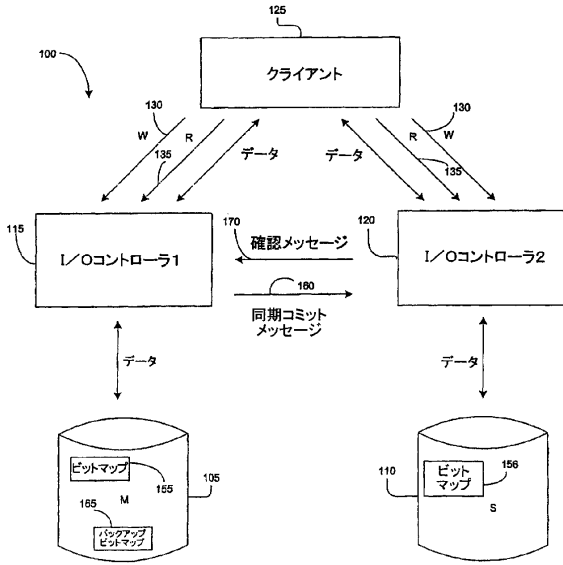 125
クライアント
100
130
130
W
R
データ
データ
R
W
135
135
115
I/Oコントローラ1
170
確認メッセージ
120
I/Oコントローラ2
160
同期コミット
メッセージ
データ
データ
ビットマップ
155
105
M
165
バックアップ
ビットマップ
110
ビット
マップ
156
S